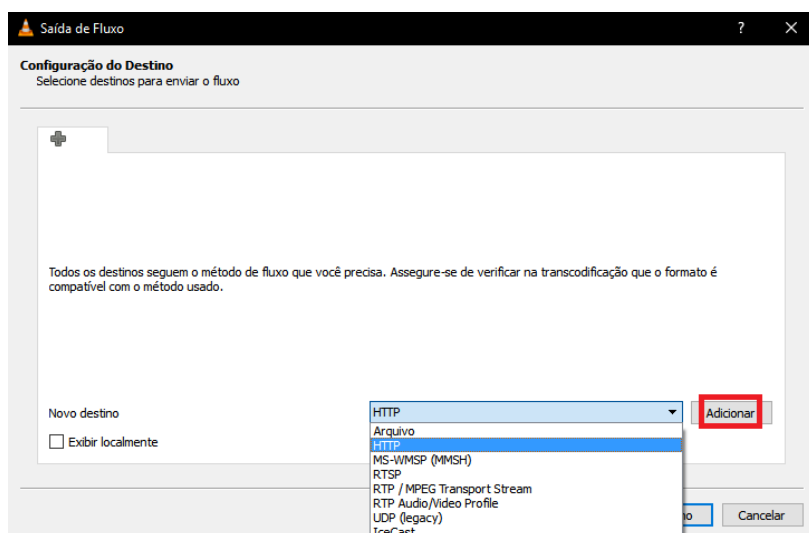 Saída de Fluxo
Configuração do Destino
Selecione destinos para enviar o fluxo
Todos os destinos seguem o método de fluxo que você precisa. Assegure-se de verificar na transcodificação que o formato é
compatível com o método usado.
Novo destino
HTTP
Adicionar
Exibir localmente
Arquivo
HTTP
MS-WMSP (MMSH)
RTSP
RTP / MPEG Transport Stream
RTP Audio/Video Profile
UDP (legacy)
IceCast
Cancelar